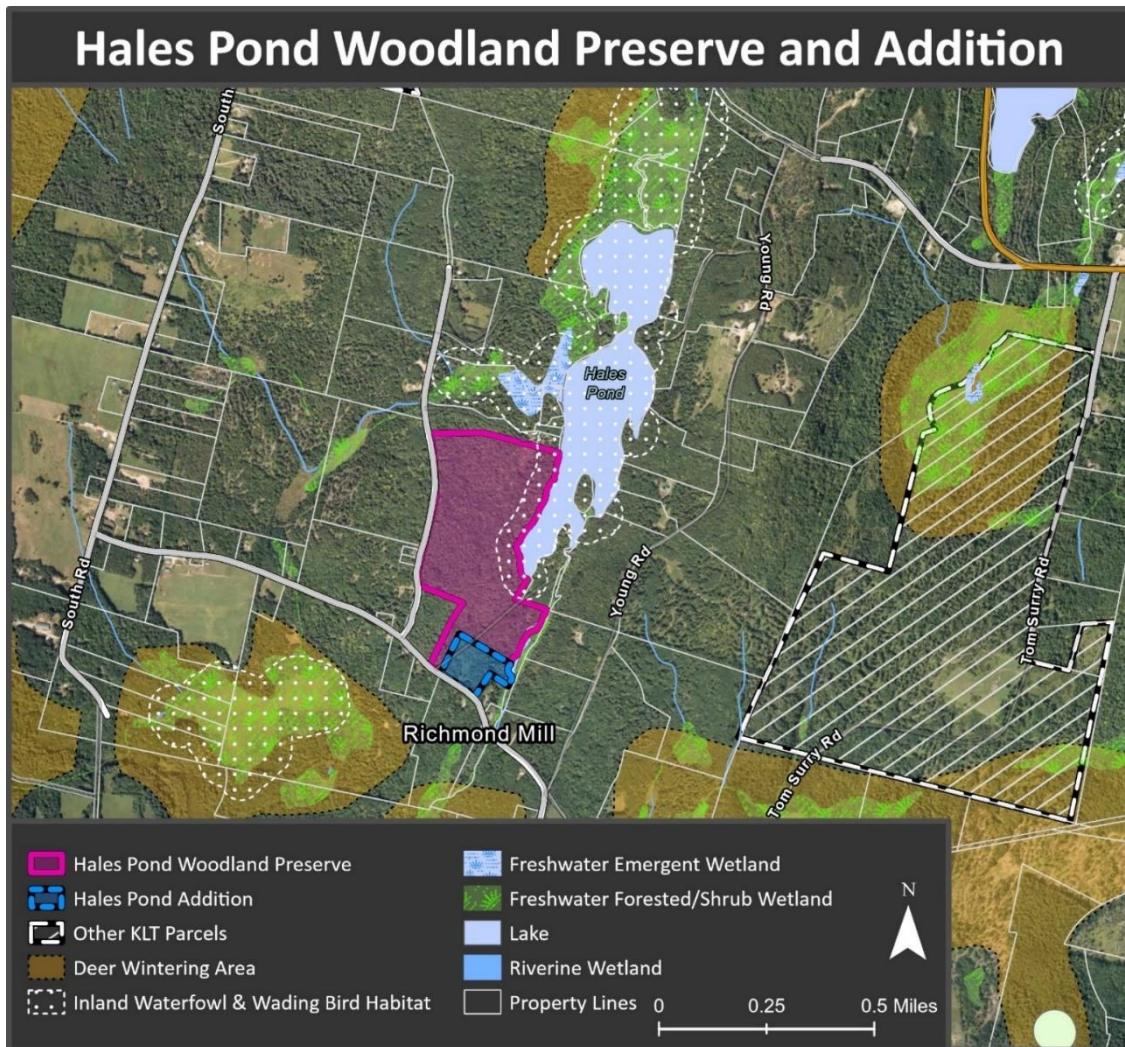 Hales Pond Woodland Preserve and Addition
South
Young Rd
Hales
Pond
Young Rd
South Rd
Tom Surry Rd
Richmond Mill
Tom Surry Rd
Hales Pond Woodland Preserve
Hales Pond Addition
Other KLT Parcels
Deer Wintering Area
Inland Waterfowl & Wading Bird Habitat
Freshwater Emergent Wetland
Freshwater Forested/Shrub Wetland
Lake
Riverine Wetland
Property Lines
N
0 0.25 0.5 Miles